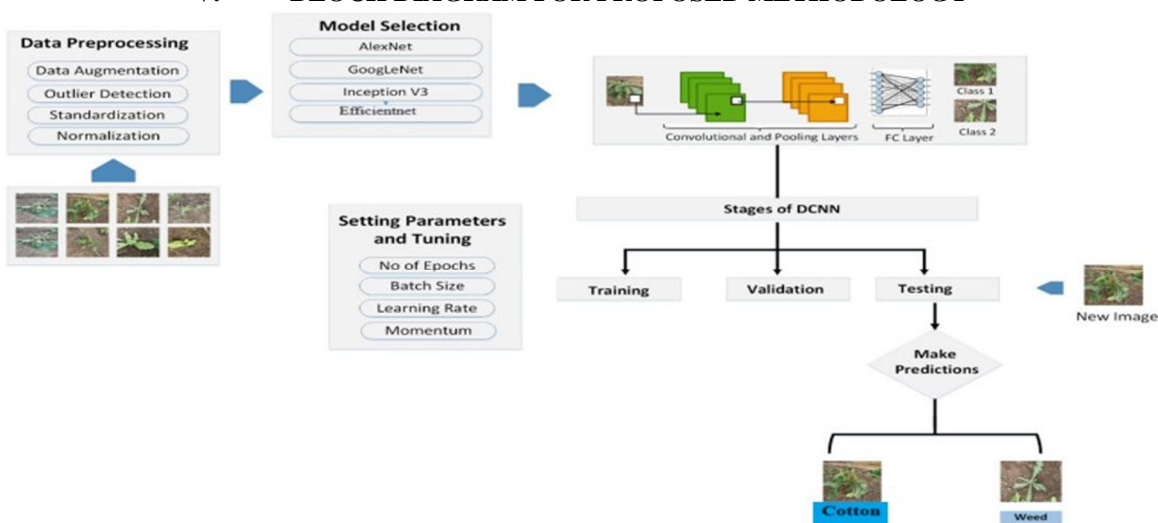 Data Preprocessing
Data Augmentation
Outlier Detection
Standardization
Normalization
Model Selection
AlexNet
GoogLeNet
Inception V3
Efficientnet
Convolutional and Pooling Layers
FC Layer
Class 1
Class 2
Setting Parameters
and Tuning
No of Epochs
Batch Size
Learning Rate
Momentum
Stages of DCNN
Training
Validation
Testing
New Image
Make
Predictions
Cotton
Weed